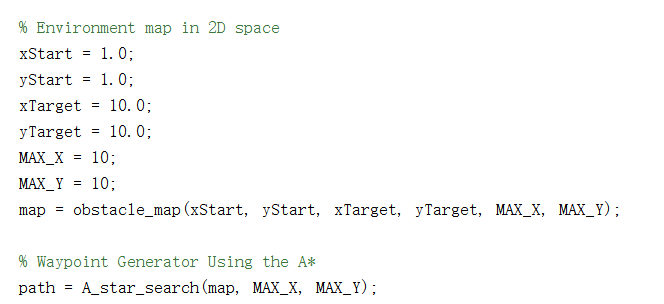 % Environment map in 2D space
xStart = 1.0;
yStart = 1.0;
xTarget = 10.0;
yTarget = 10.0;
MAX_X = 10;
MAX_Y = 10;
map = obstacle_map(xStart, yStart, xTarget, yTarget, MAX_X, MAX_Y);
% Waypoint Generator Using the A*
path = A_star_search(map, MAX_X, MAX_Y);